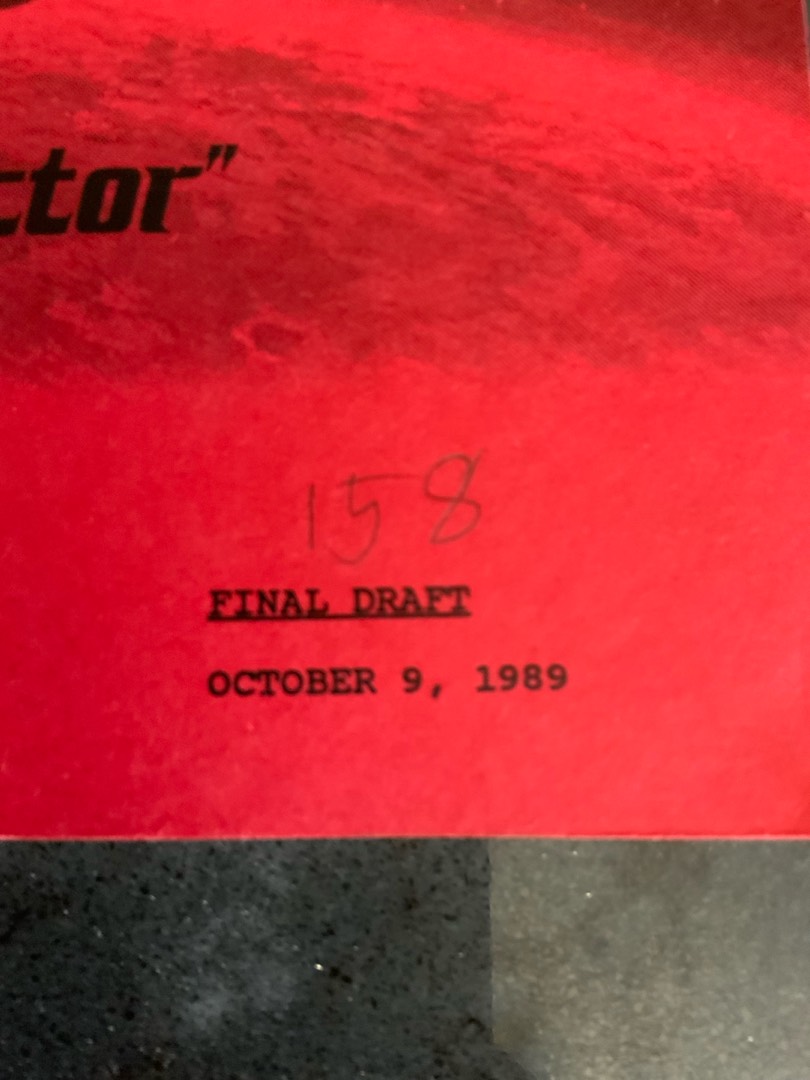 ctor"
158
FINAL DRAFT
OCTOBER 9, 1989